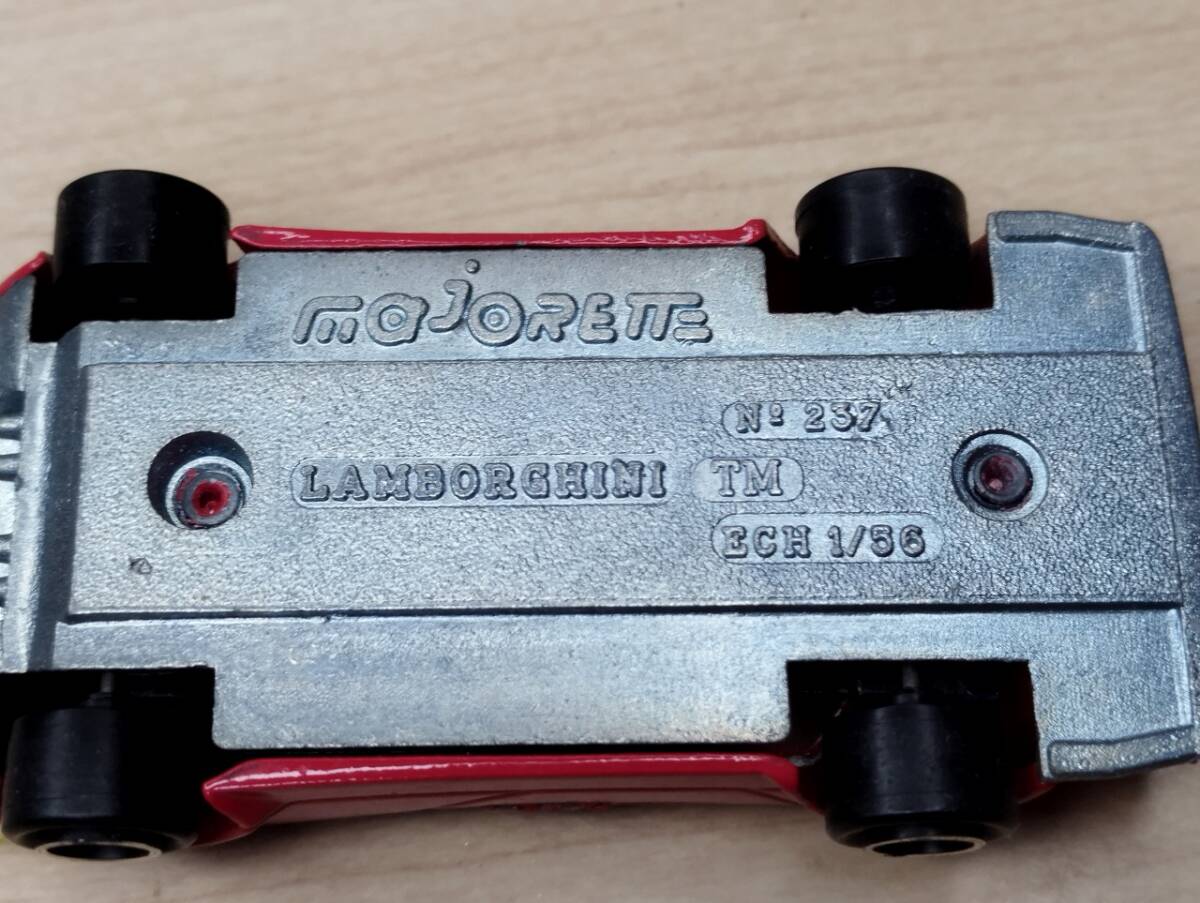 majORETTE
Nº 237
LAMBORGHINI TM
ECH 1/56